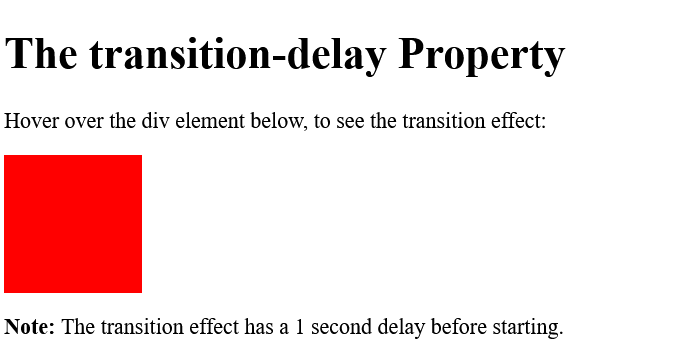 The transition-delay Property
Hover over the div element below, to see the transition effect:
Note: The transition effect has a 1 second delay before starting.